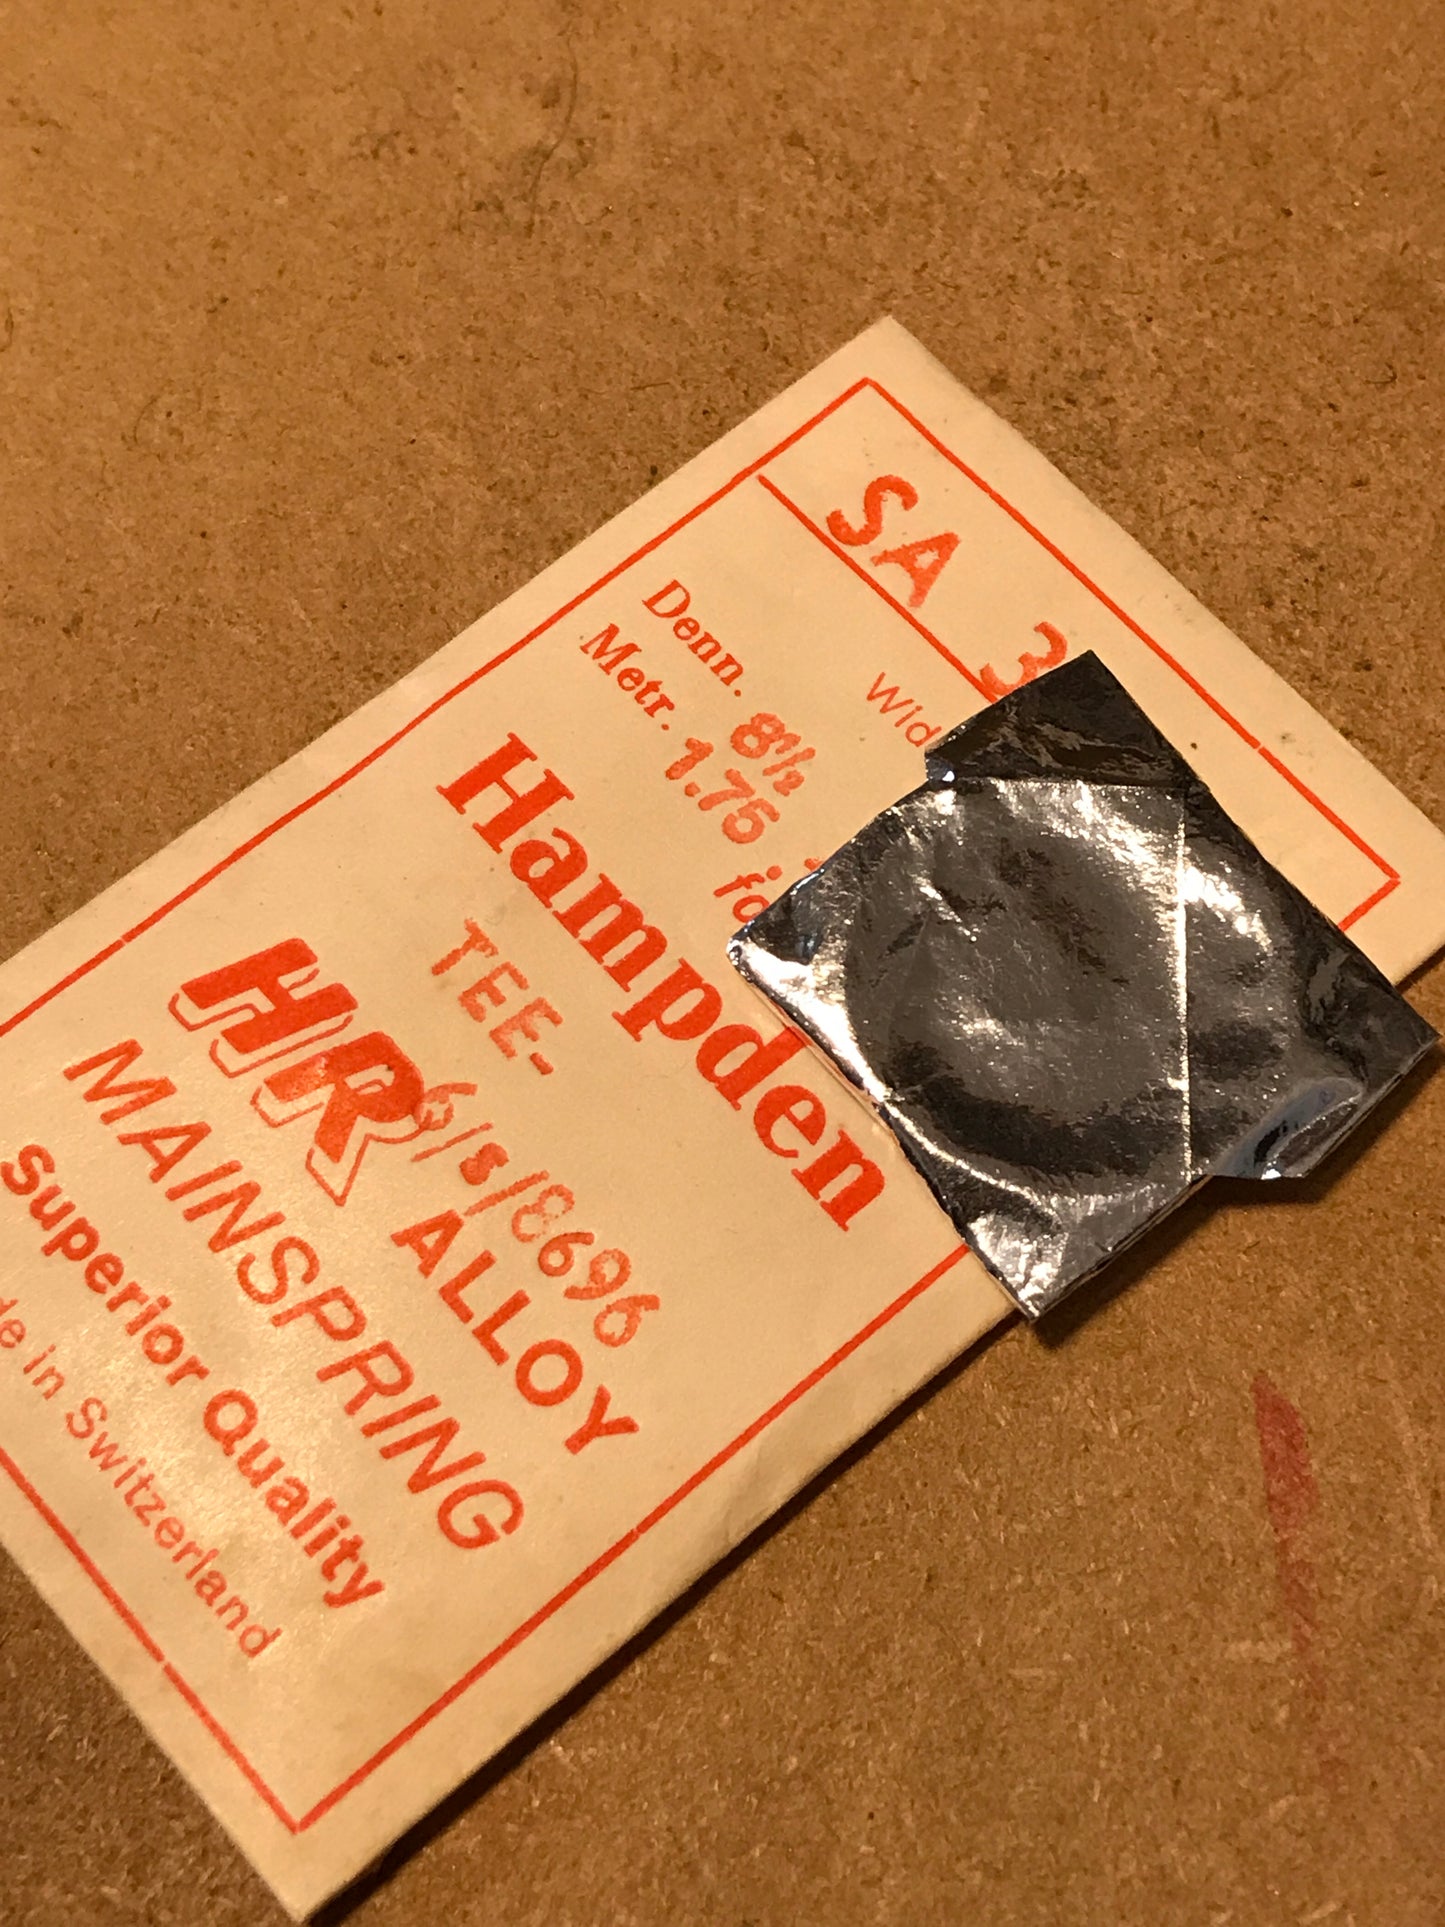 SA 3
Wid
Denn. 8½
Metr. 1.75
Hampden
TEE-
HR
6/s/8696
ALLOY
MAINSPRING
Superior Quality
in Switzerland